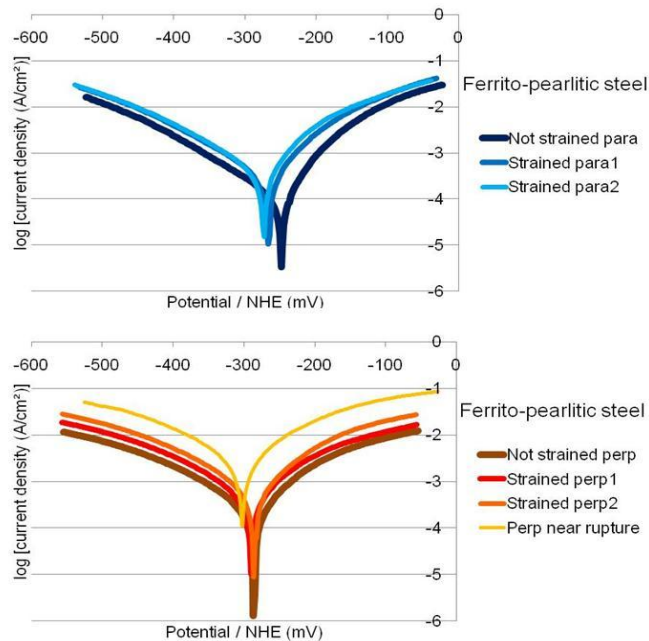 0
-600 -500 -400 -300 -200 -100 0
-1
-2
-3
-4
-5
-6
log [current density (A/cm²)]
Potential / NHE (mV)
Ferrito-pearlitic steel
Not strained para
Strained para1
Strained para2
0
-600 -500 -400 -300 -200 -100 0
-1
-2
-3
-4
-5
-6
log [current density (A/cm²)]
Potential / NHE (mV)
Ferrito-pearlitic steel
Not strained perp
Strained perp1
Strained perp2
Perp near rupture